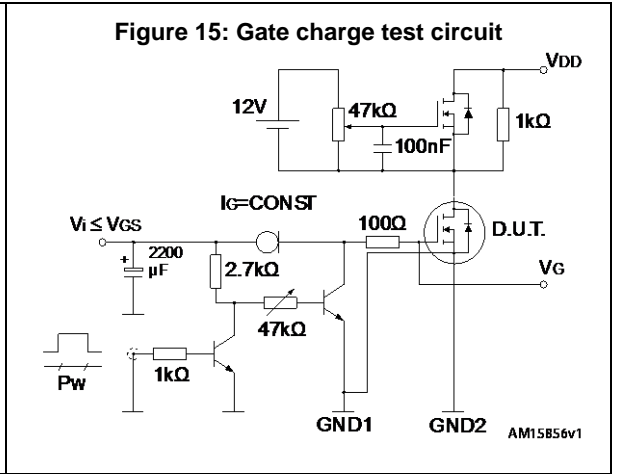 Figure 15: Gate charge test circuit
VDD
12V
47kΩ
1kΩ
100nF
IG=CONST
Vi ≤ VGS
100Ω
D.U.T.
2200
+
µF
2.7kΩ
VG
47kΩ
1kΩ
Pw
GND1
GND2
AM15856v1